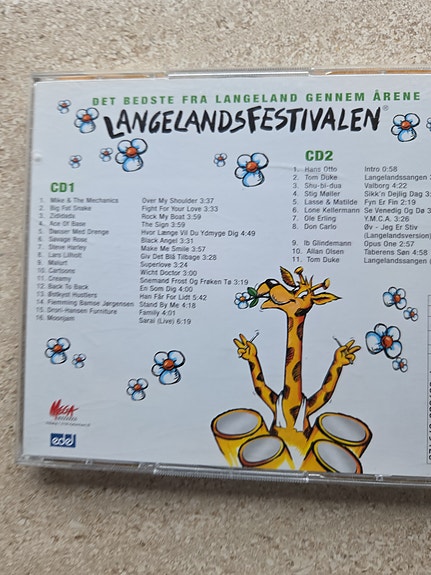 DET BEDSTE FRA LANGELAND GENNEM ÅRENE
LANGELANDSFESTIVALEN®
CD1
1. Mike & The Mechanics Over My Shoulder 3:37
2. Big Fat Snake Fight For Your Love 3:33
3. Zididada Rock My Boat 3:59
4. Ace Of Base The Sign 3:59
5. Med Drenge Hvor Længe Vil Du Ydmyge Dig 4:49
6. Savage Rose Black Angel 3:31
7. Steve Harley Make Me Smile 3:57
8. Lars Lilholt Giv Det Blå Tilbage 3:28
9. Malurt Superlove 3:24
10. Cartoons Witcht Doctor 3:00
11. Creamy Snemand Frost Og Frøken Tø 3:19
12. Back To Back En Som Dig 4:00
13. Hustlers Han Får For Lidt 5:42
14. Flemming Bamse Jørgensen Stand By Me 4:18
15. Furniture Family 4:01
16. Moonjam Sarai (Live) 6:19
CD2
1. Hans Otto Intro 0:58
2. Tom Duke Langelandssangen
3. Shu-bi-dua Valborg 4:22
4. Stig Møller Sikk'n Dejlig Dag
5. Lasse & Matilde Fyn Er Fin 2:19
6. Lone Kellermann Se Venedig Og Dø
7. Ole Erling Y.M.C.A. 3:29
8. Don Carlo Øv - Jeg Er Stiv
(Langelandsversion)
9. Ib Glindemann Opus One 2:57
10. Allan Olsen Taberens Søn 4:58
11. Tom Duke Langelandssangen
MEGA
RECORDS
edel